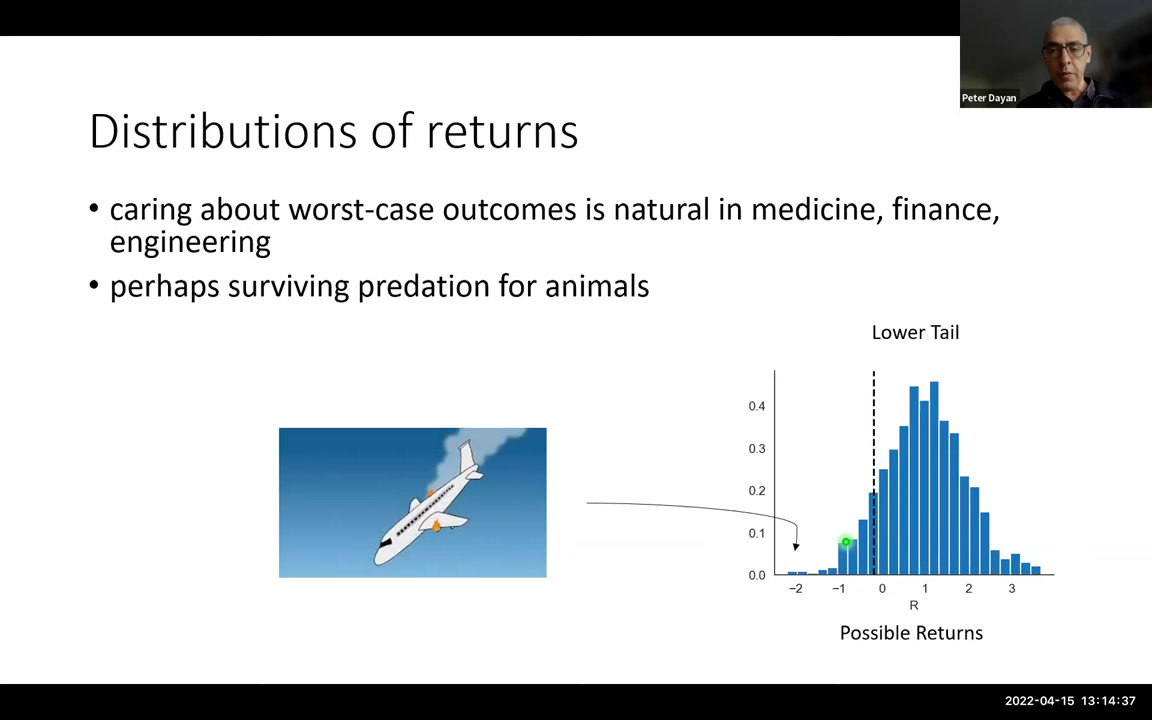 Peter Dayan
Distributions of returns
• caring about worst-case outcomes is natural in medicine, finance,
engineering
• perhaps surviving predation for animals
Lower Tail
0.4
0.3
0.2
0.1
0.0
−2 −1 0 1 2 3
R
Possible Returns
2022-04-15 13:14:37